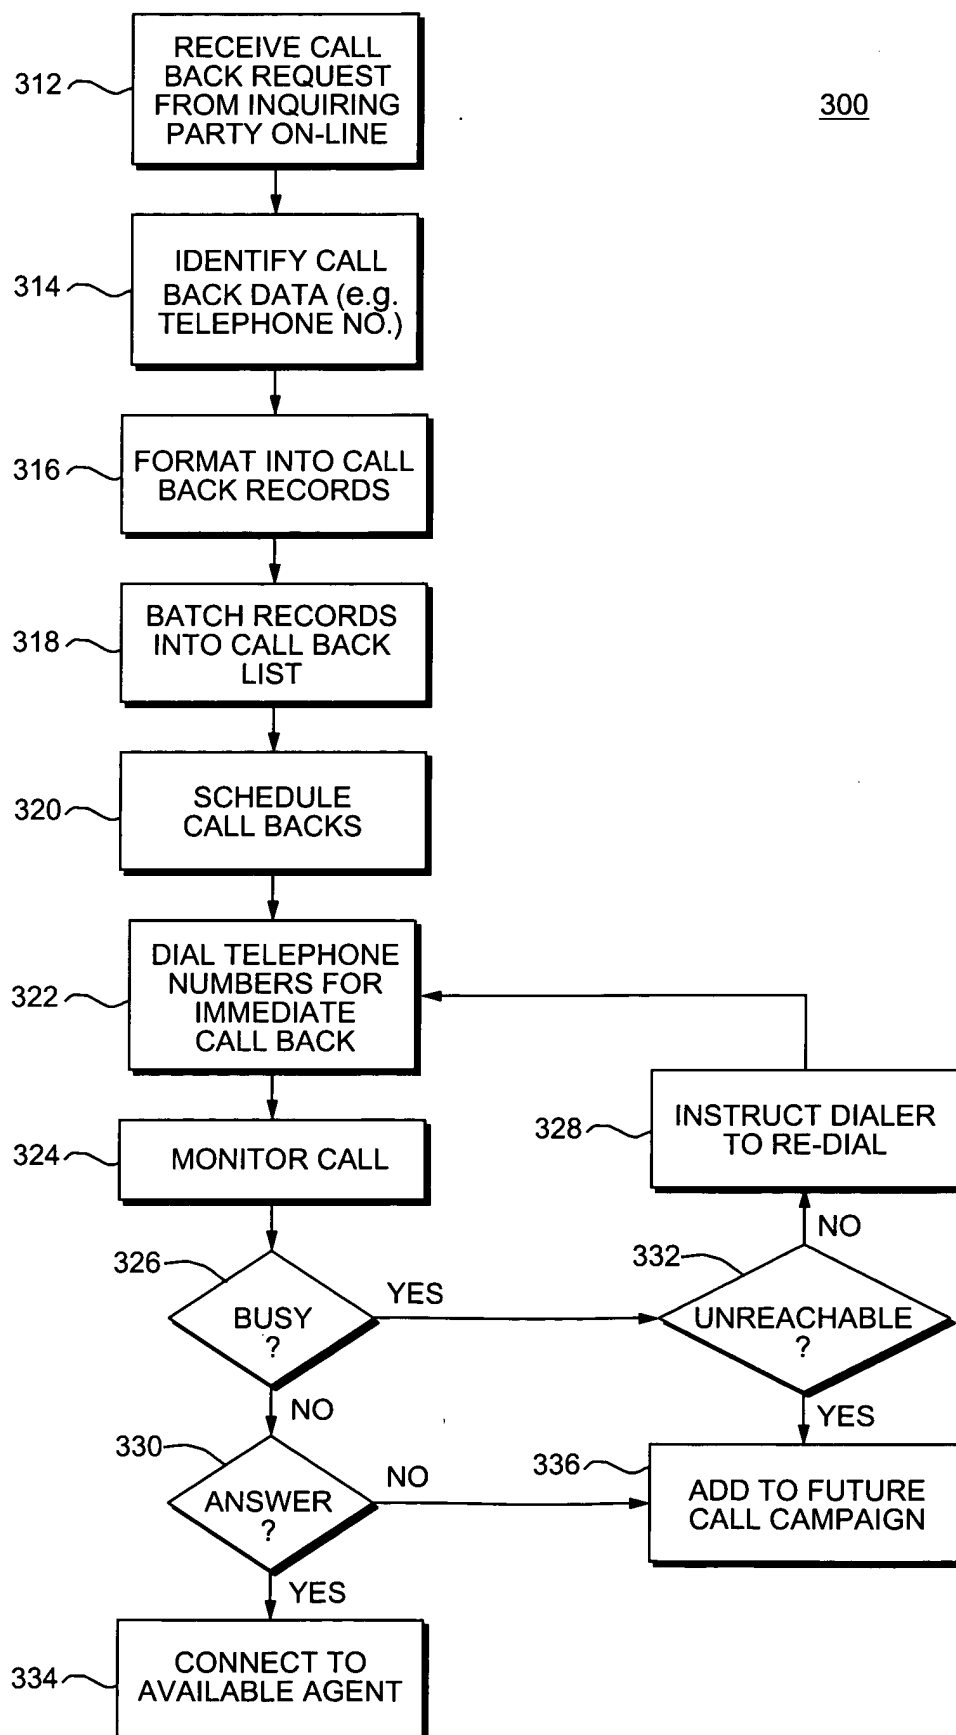 300
312
RECEIVE CALL
BACK REQUEST
FROM INQUIRING
PARTY ON-LINE
314
IDENTIFY CALL
BACK DATA (e.g.
TELEPHONE NO.)
316
FORMAT INTO CALL
BACK RECORDS
318
BATCH RECORDS
INTO CALL BACK
LIST
320
SCHEDULE
CALL BACKS
322
DIAL TELEPHONE
NUMBERS FOR
IMMEDIATE
CALL BACK
324
MONITOR CALL
328
INSTRUCT DIALER
TO RE-DIAL
NO
326
BUSY
?
YES
332
UNREACHABLE
?
NO
YES
330
ANSWER
?
NO
336
ADD TO FUTURE
CALL CAMPAIGN
YES
334
CONNECT TO
AVAILABLE AGENT